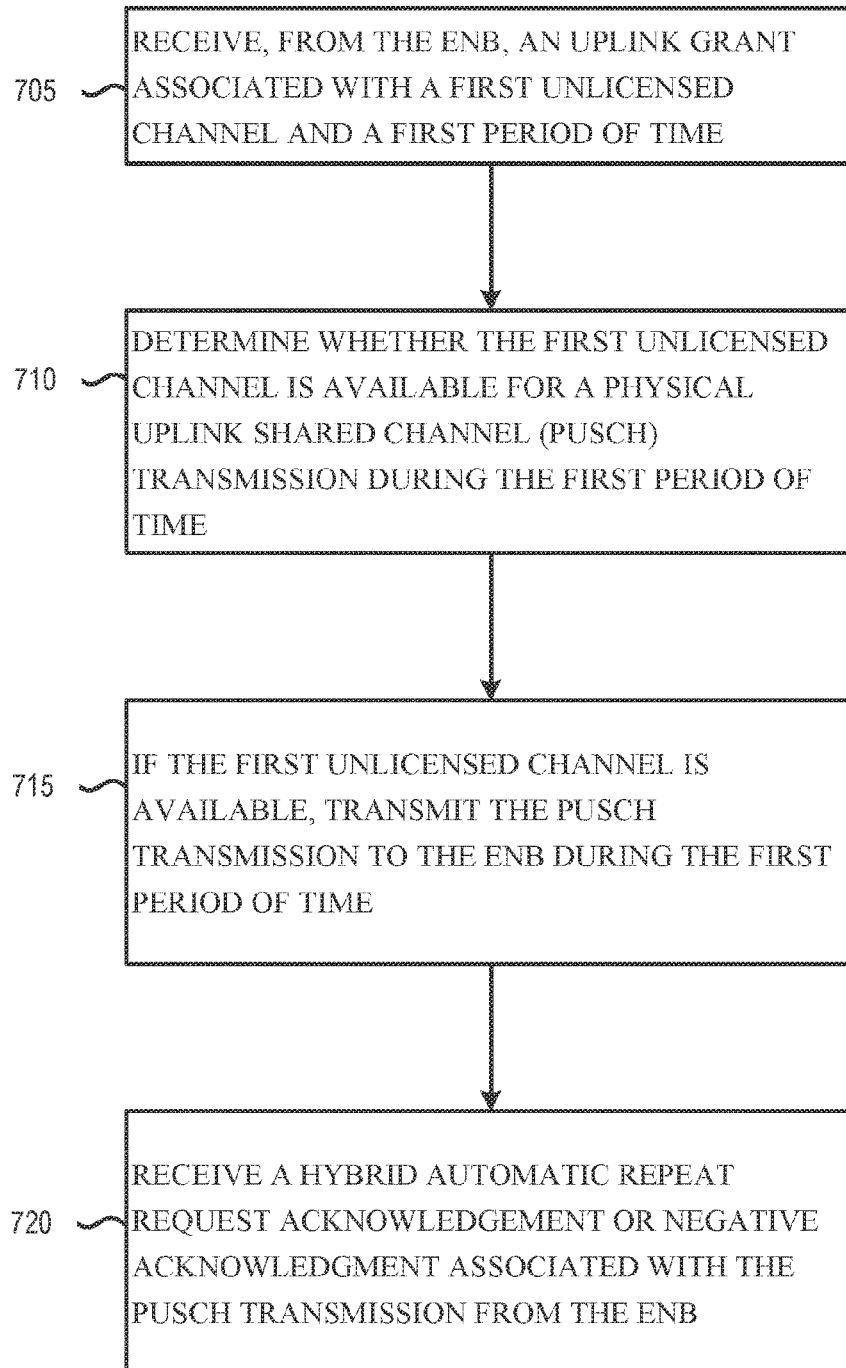 RECEIVE, FROM THE ENB, AN UPLINK GRANT
705
ASSOCIATED WITH A FIRST UNLICENSED
CHANNEL AND A FIRST PERIOD OF TIME
DETERMINE WHETHER THE FIRST UNLICENSED
710
CHANNEL IS AVAILABLE FOR A PHYSICAL
UPLINK SHARED CHANNEL (PUSCH)
TRANSMISSION DURING THE FIRST PERIOD OF
TIME
IF THE FIRST UNLICENSED CHANNEL IS
715
AVAILABLE, TRANSMIT THE PUSCH
TRANSMISSION TO THE ENB DURING THE FIRST
PERIOD OF TIME
RECEIVE A HYBRID AUTOMATIC REPEAT
720
REQUEST ACKNOWLEDGEMENT OR NEGATIVE
ACKNOWLEDGMENT ASSOCIATED WITH THE
PUSCH TRANSMISSION FROM THE ENB